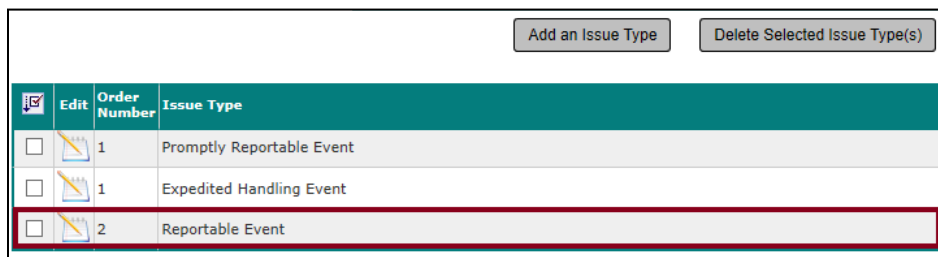 Add an Issue Type Delete Selected Issue Type(s)
Edit Order Number Issue Type
1 Promptly Reportable Event
1 Expedited Handling Event
2 Reportable Event